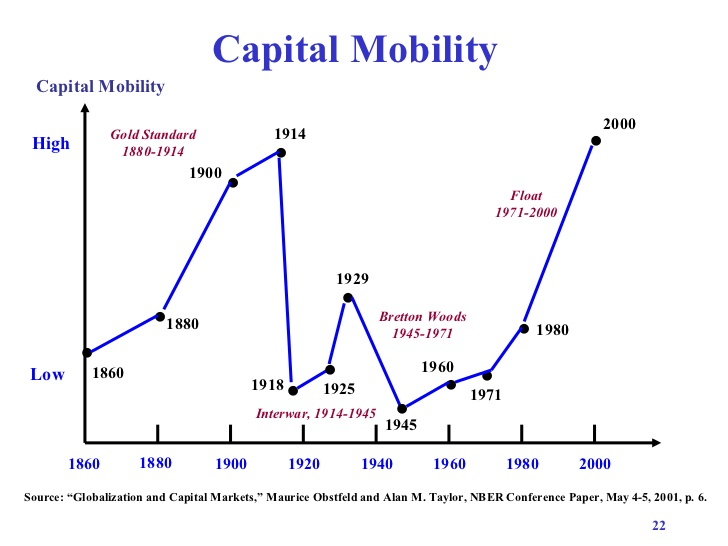 Capital Mobility
Capital Mobility
High
Gold Standard
1880-1914
1914
2000
1900
Float
1971-2000
1929
Bretton Woods
1945-1971
1880
1980
Low
1860
1960
1918
1925
1971
Interwar, 1914-1945
1945
1860 1880 1900 1920 1940 1960 1980 2000
Source: “Globalization and Capital Markets,” Maurice Obstfeld and Alan M. Taylor, NBER Conference Paper, May 4-5, 2001, p. 6.
22